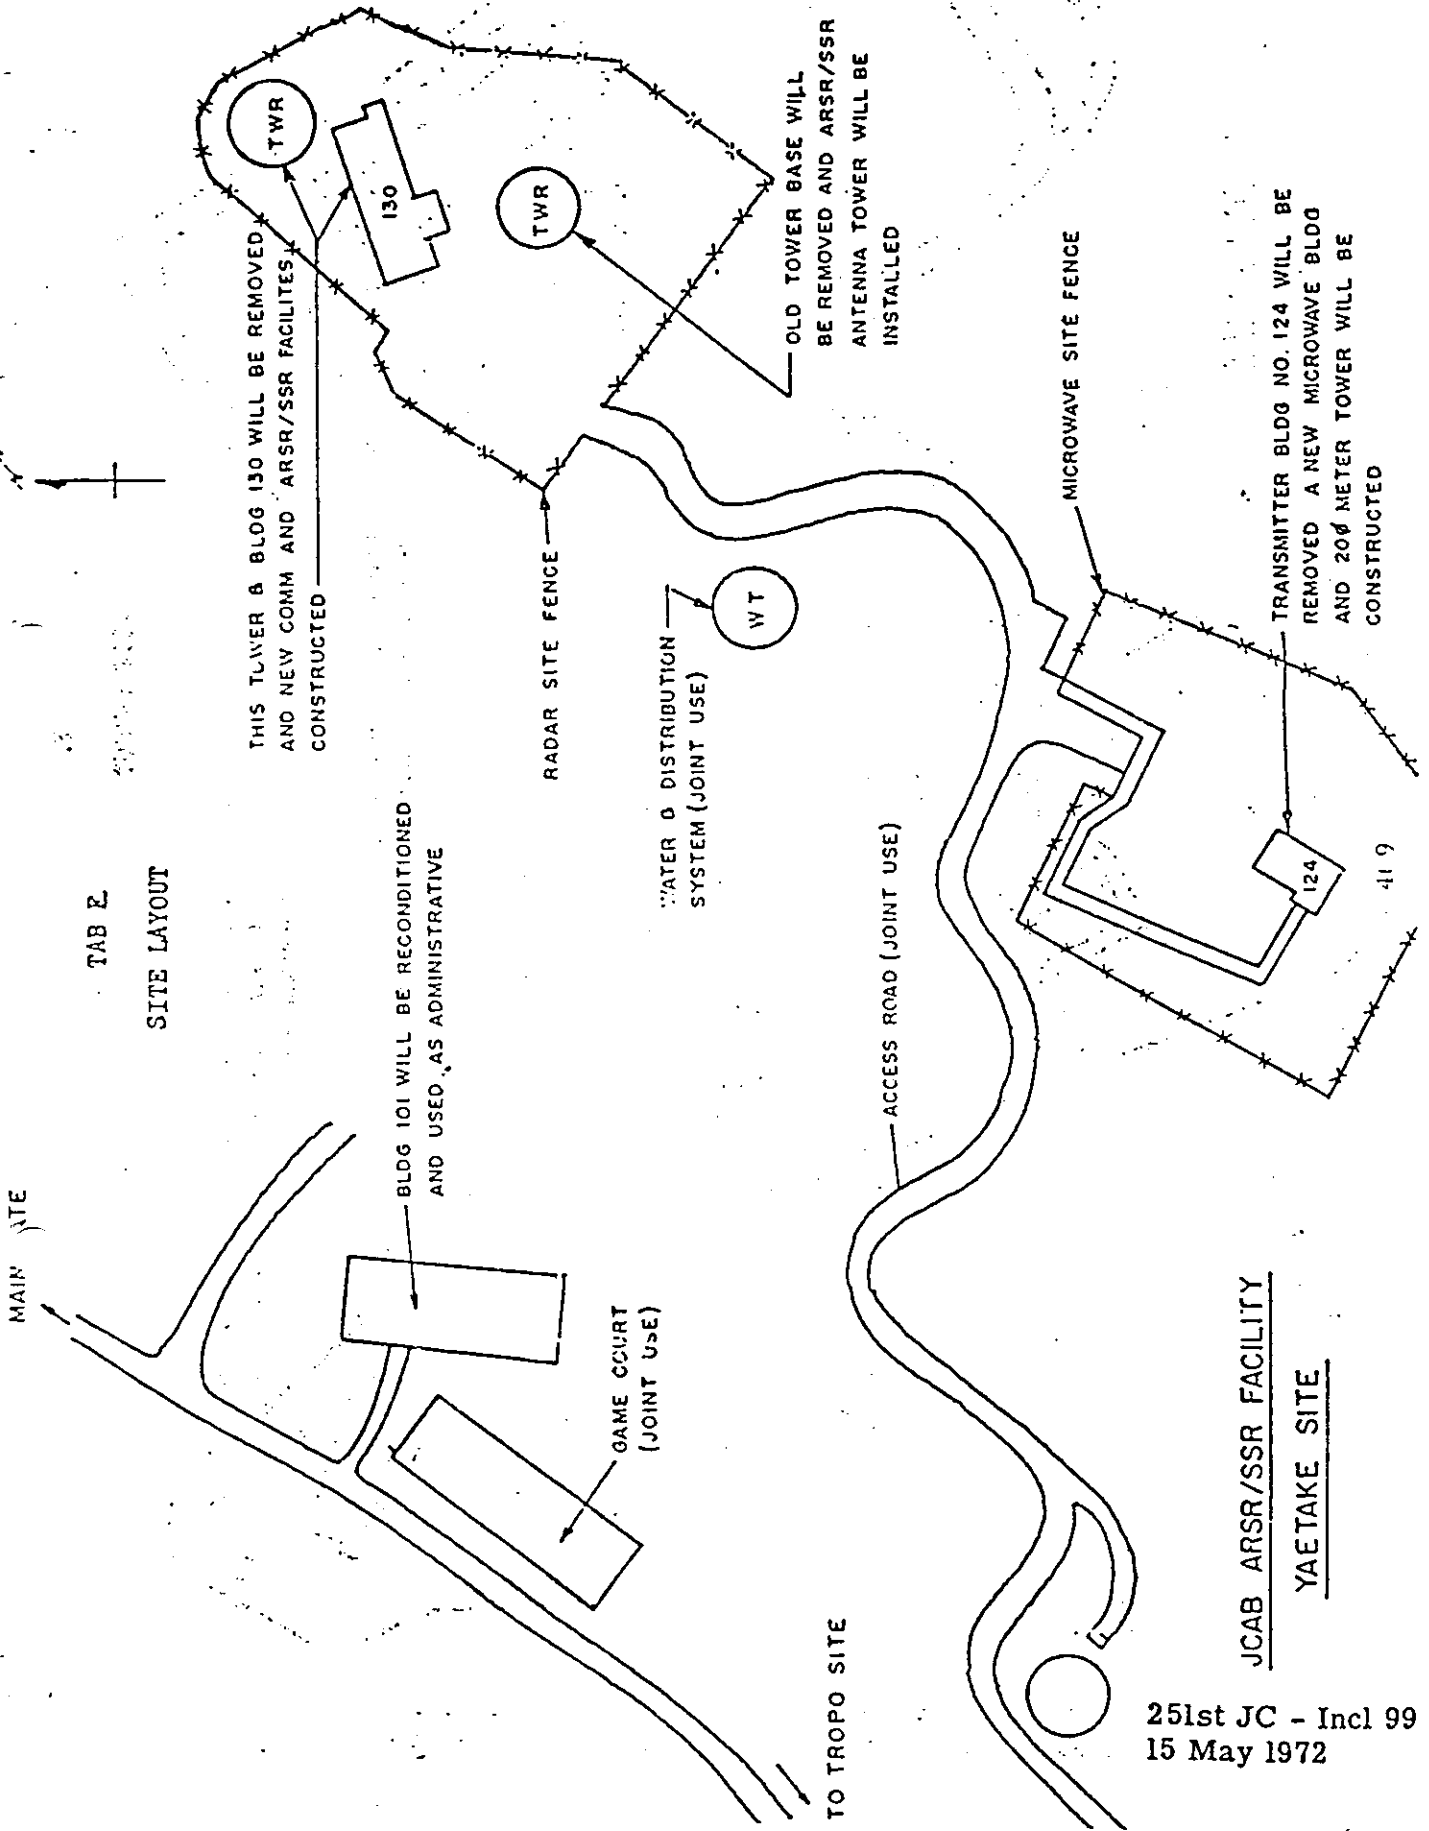 TAB E
SITE LAYOUT
MAIN
THIS TOWER & BLDG 130 WILL BE REMOVED
AND NEW COMM AND ARSR/SSR FACILITES
CONSTRUCTED
TWR
130
TWR
OLD TOWER BASE WILL
BE REMOVED AND ARSR/SSR
ANTENNA TOWER WILL BE
INSTALLED
BLDG 101 WILL BE RECONDITIONED
AND USED AS ADMINISTRATIVE
RADAR SITE FENCE
WATER & DISTRIBUTION
SYSTEM (JOINT USE)
WT
GAME COURT
(JOINT USE)
ACCESS ROAD (JOINT USE)
MICROWAVE SITE FENCE
TRANSMITTER BLDG NO. 124 WILL BE
REMOVED A NEW MICROWAVE BLDG
AND 200 METER TOWER WILL BE
CONSTRUCTED
124
TO TROPO SITE
JCAB ARSR/SSR FACILITY
YAETAKE SITE
251st JC - Incl 99
15 May 1972